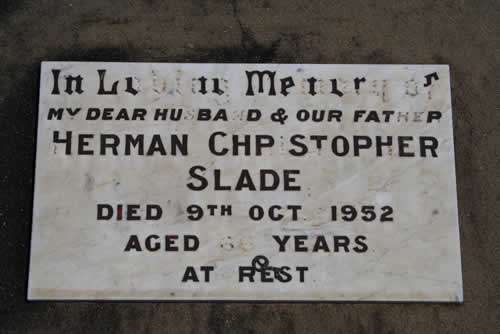 In Loving Memory of
MY DEAR HUSBAND & OUR FATHER
HERMAN CHRISTOPHER
SLADE
DIED 9TH OCT. 1952
AGED YEARS
AT REST